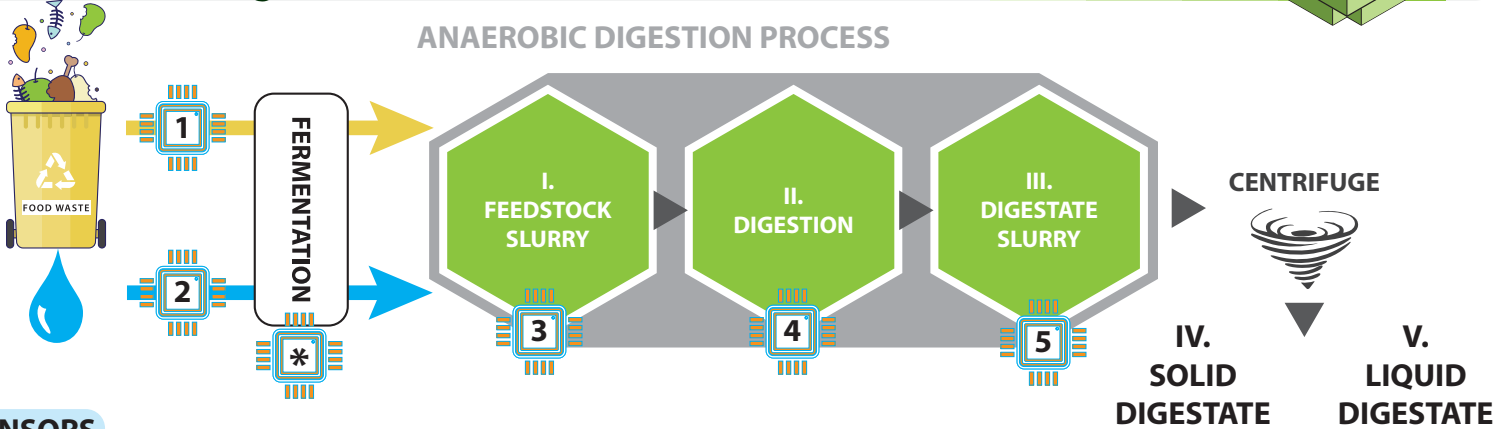 ANAEROBIC DIGESTION PROCESS
FOOD WASTE
1
2
FERMENTATION
*
I.
FEEDSTOCK
SLURRY
3
II.
DIGESTION
4
III.
DIGESTATE
SLURRY
5
CENTRIFUGE
IV.
SOLID
DIGESTATE
V.
LIQUID
DIGESTATE